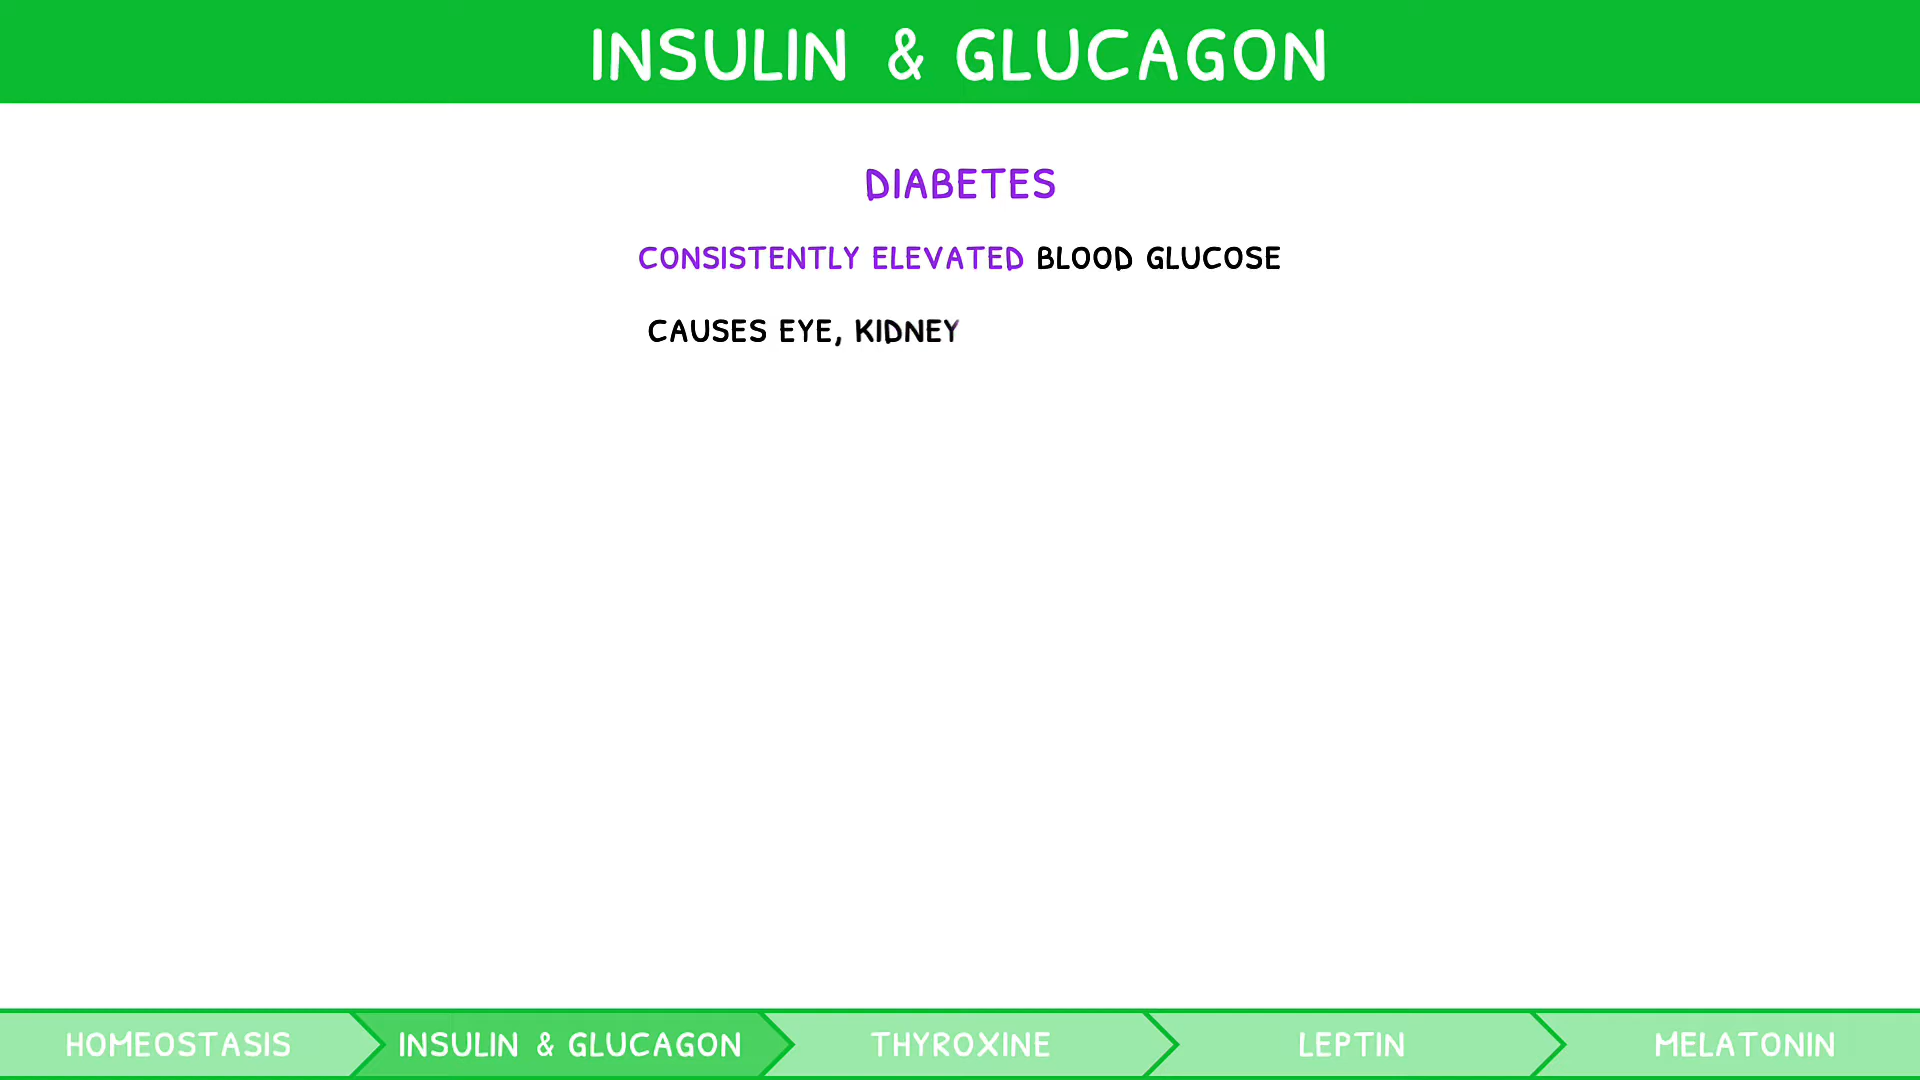 INSULIN & GLUCAGON
DIABETES
CONSISTENTLY ELEVATED BLOOD GLUCOSE
CAUSES EYE, KIDNEY
HOMEOSTASIS
INSULIN & GLUCAGON
THYROXINE
LEPTIN
MELATONIN